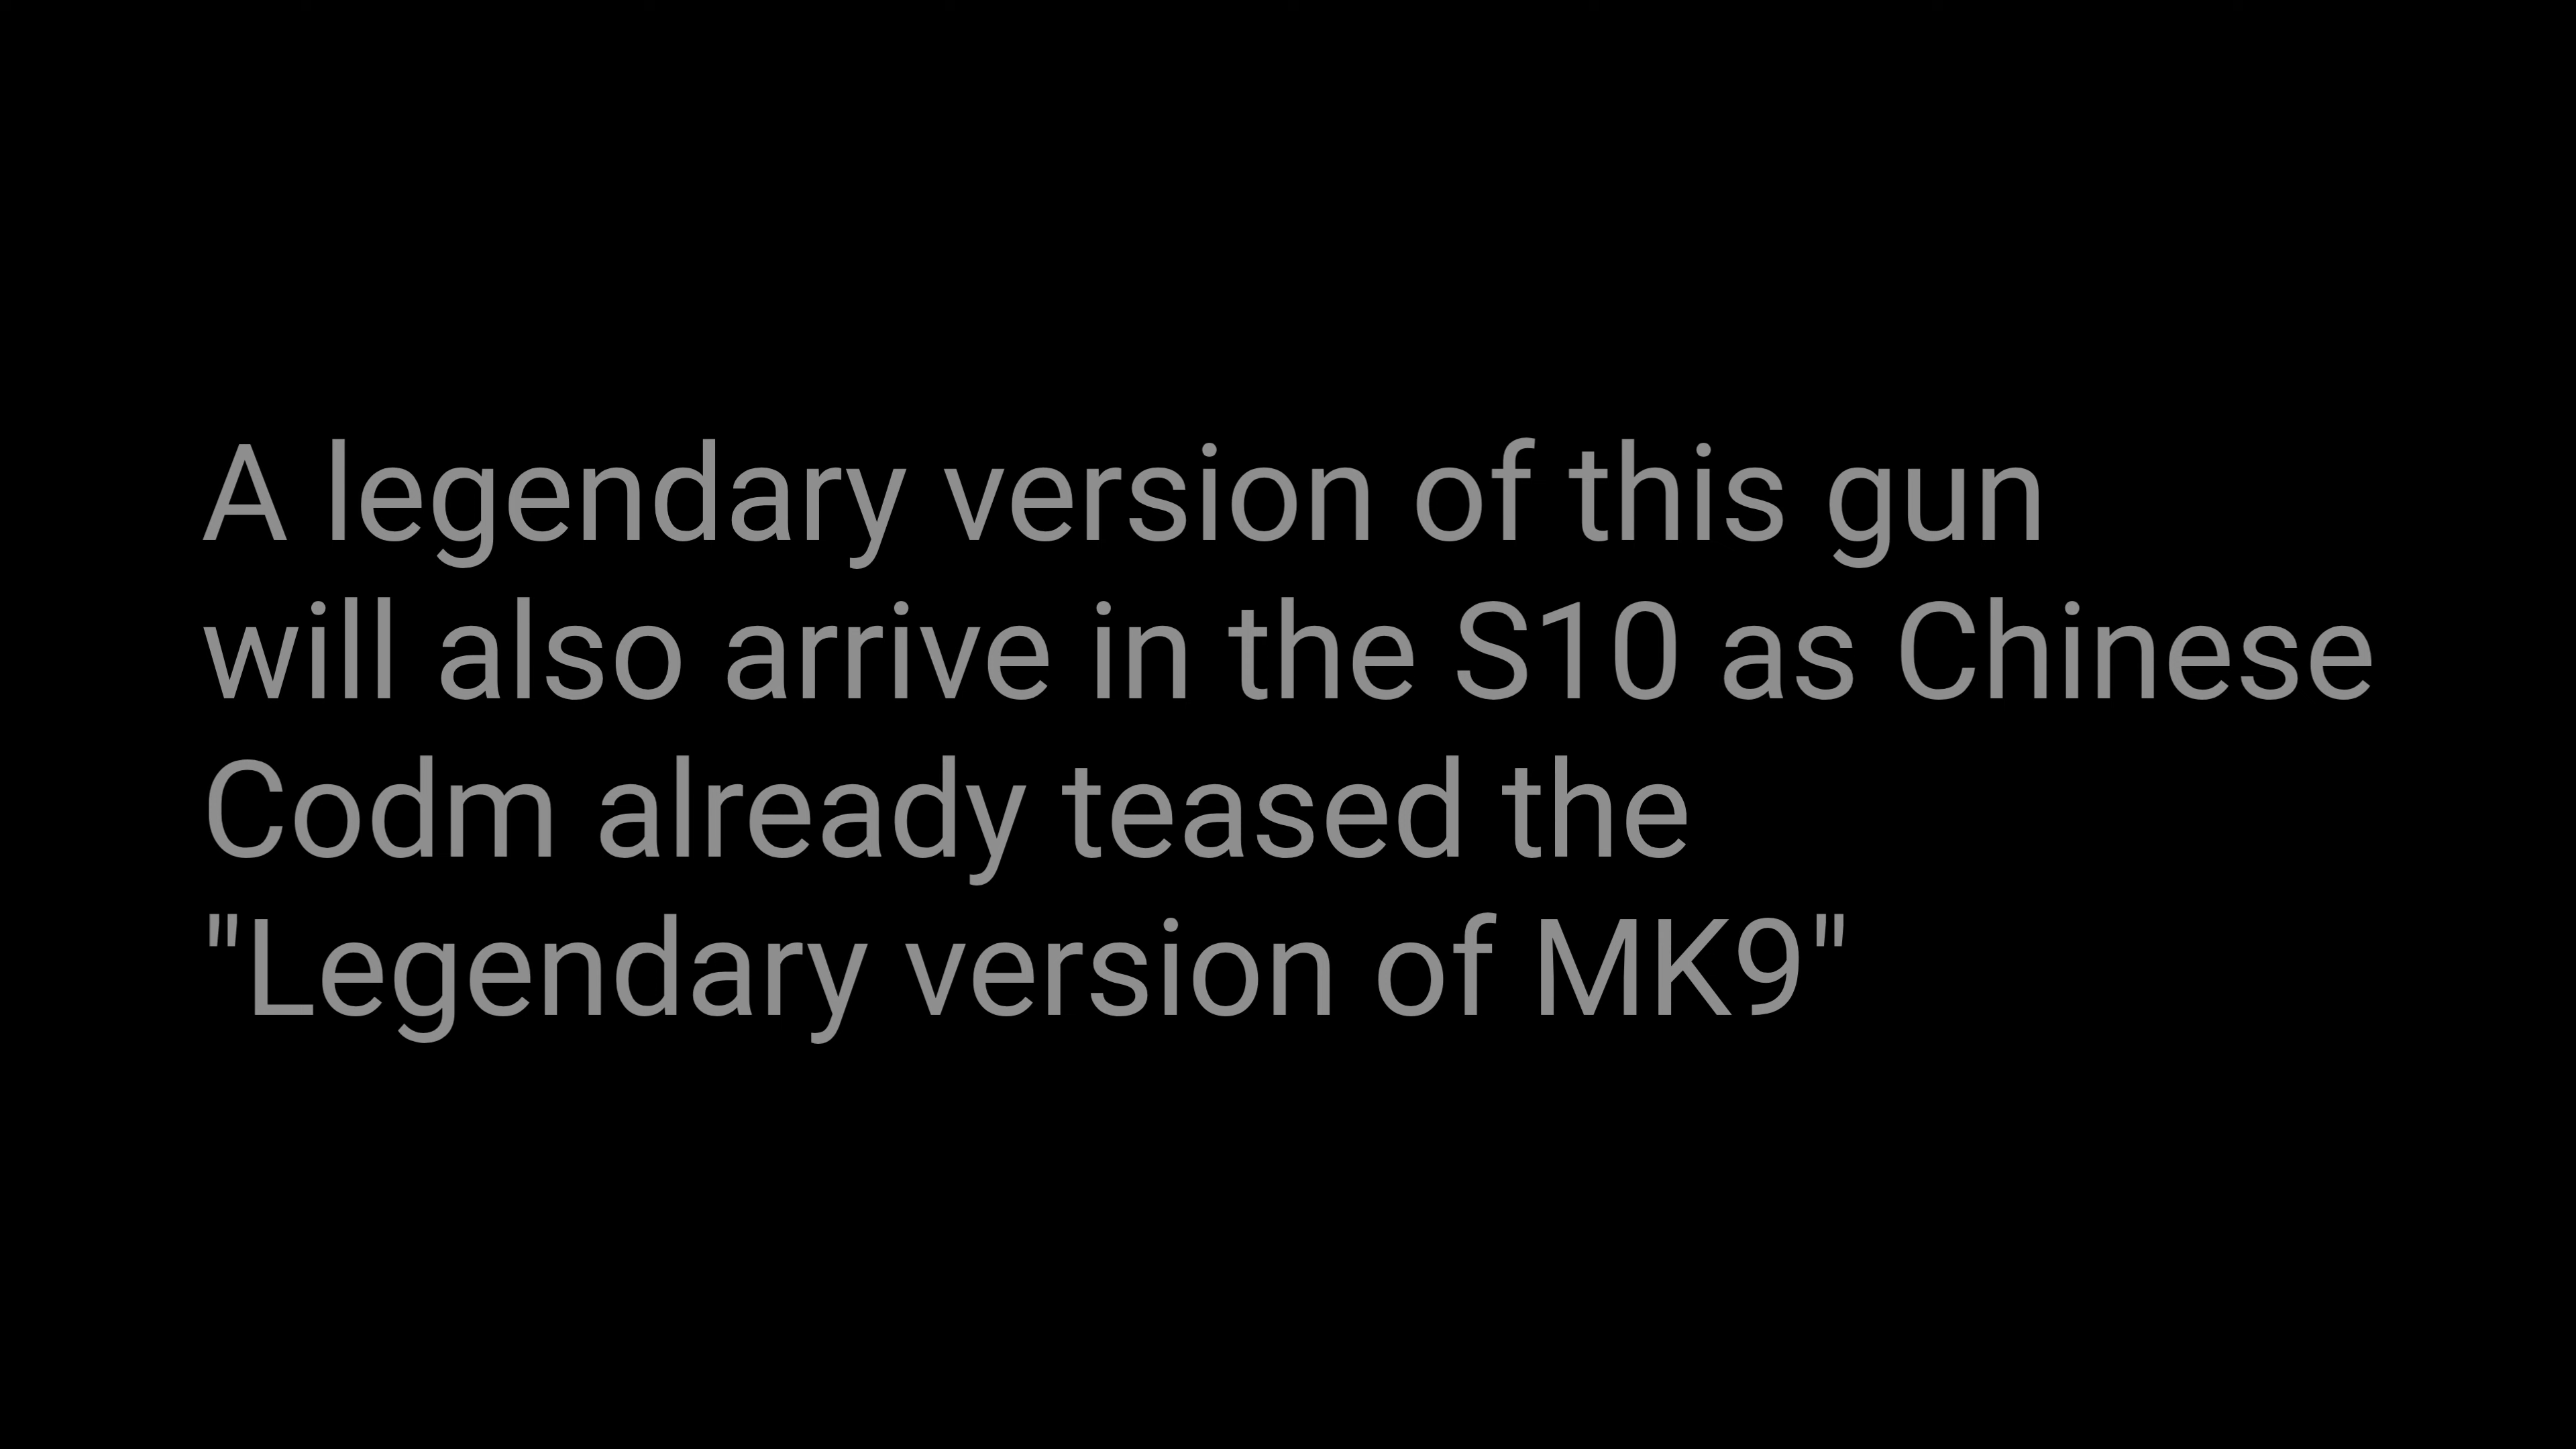 A legendary version of this gun
will also arrive in the S10 as Chinese
Codm already teased the
"Legendary version of MK9"